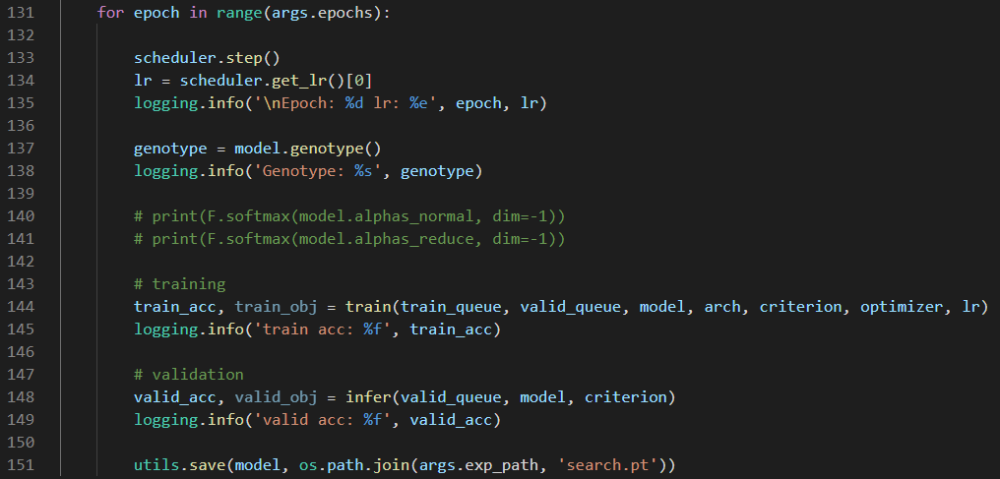 131 for epoch in range(args.epochs):
132
133 scheduler.step()
134 lr = scheduler.get_lr()[0]
135 logging.info('\nEpoch: %d lr: %e', epoch, lr)
136
137 genotype = model.genotype()
138 logging.info('Genotype: %s', genotype)
139
140 # print(F.softmax(model.alphas_normal, dim=-1))
141 # print(F.softmax(model.alphas_reduce, dim=-1))
142
143 # training
144 train_acc, train_obj = train(train_queue, valid_queue, model, arch, criterion, optimizer, lr)
145 logging.info('train acc: %f', train_acc)
146
147 # validation
148 valid_acc, valid_obj = infer(valid_queue, model, criterion)
149 logging.info('valid acc: %f', valid_acc)
150
151 utils.save(model, os.path.join(args.exp_path, 'search.pt'))